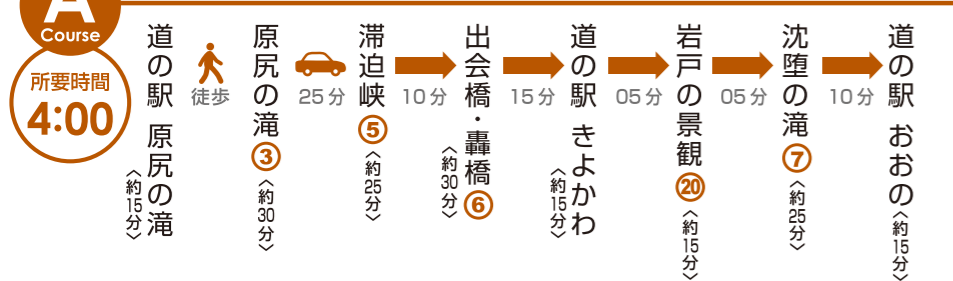 A
Course
所要時間
4:00
道の駅 原尻の滝
〈約15分〉
徒歩
原尻の滝③〈約30分〉
25分
滞迫峡⑤〈約25分〉
10分
出会橋・轟橋⑥
〈約30分〉
15分
道の駅 きよかわ
〈約15分〉
05分
岩戸の景観⑳〈約15分〉
05分
沈堕の滝⑦〈約25分〉
10分
道の駅 おおの〈約15分〉